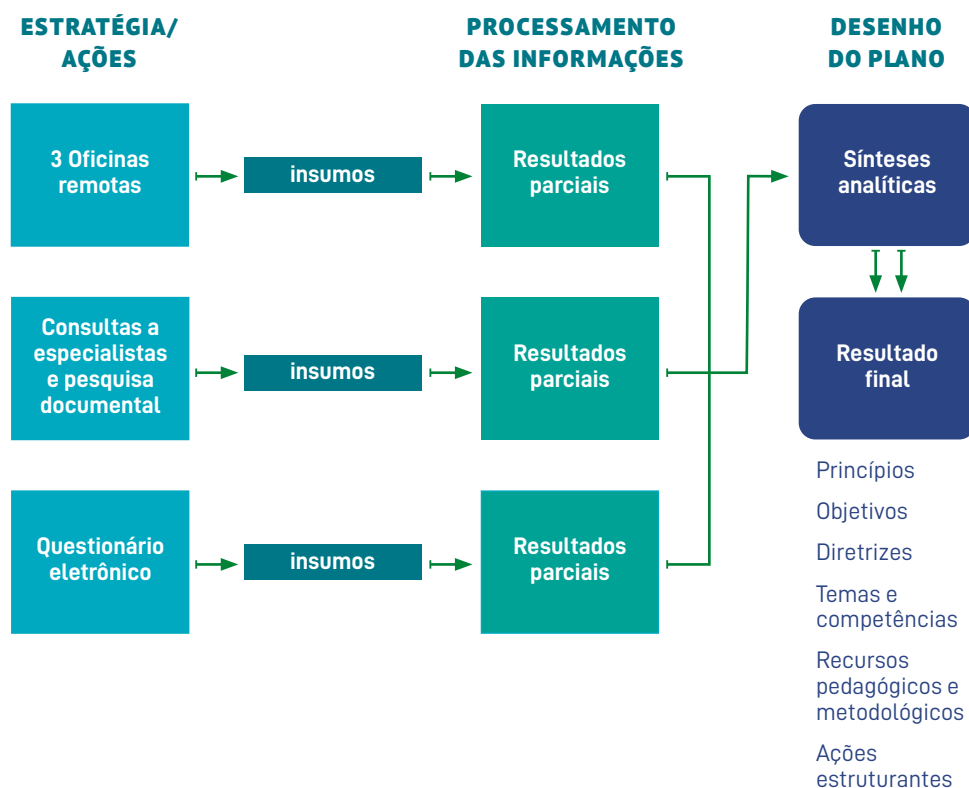 ESTRATÉGIA/
AÇÕES
PROCESSAMENTO
DAS INFORMAÇÕES
DESENHO
DO PLANO
3 Oficinas
remotas
insumos
Resultados
parciais
Sínteses
analíticas
Consultas a
especialistas
e pesquisa
documental
insumos
Resultados
parciais
Resultado
final
Questionário
eletrônico
insumos
Resultados
parciais
Princípios
Objetivos
Diretrizes
Temas e
competências
Recursos
pedagógicos e
metodológicos
Ações
estruturantes